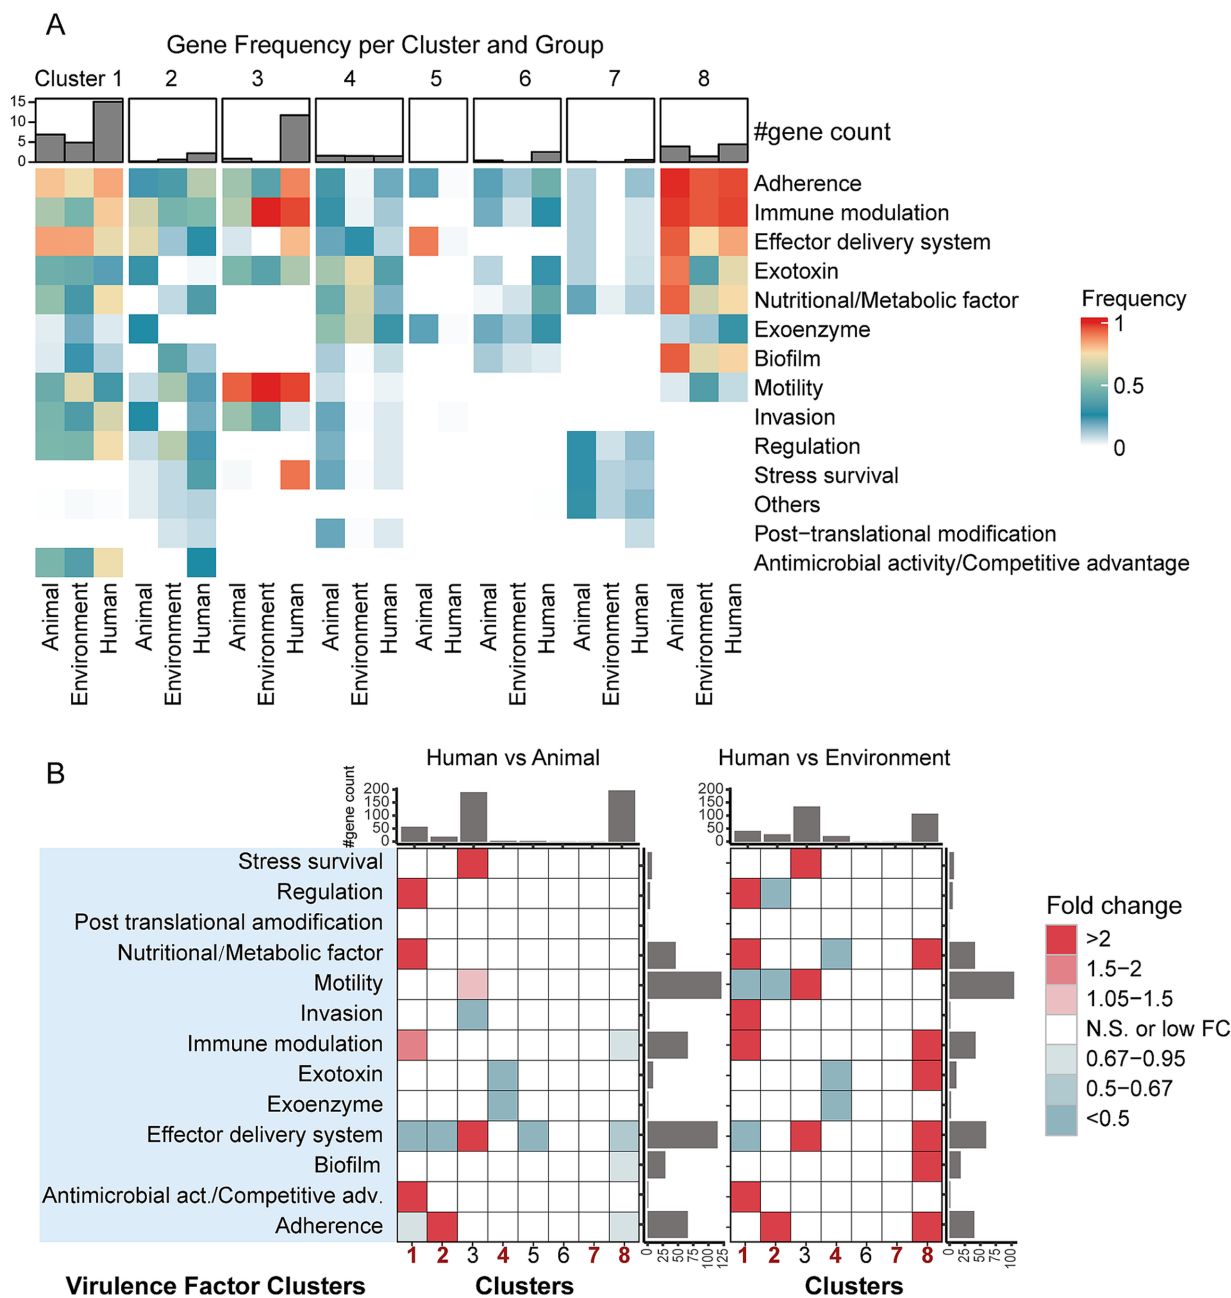 A
Gene Frequency per Cluster and Group
Cluster 1 2 3 4 5 6 7 8
15
10
5
0
#gene count
Adherence
Immune modulation
Effector delivery system
Exotoxin
Nutritional/Metabolic factor
Exoenzyme
Biofilm
Motility
Invasion
Regulation
Stress survival
Others
Post-translational modification
Antimicrobial activity/Competitive advantage
Frequency
1
0.5
0
Animal Environment Human Animal Environment Human Animal Environment Human Animal Environment Human Animal Human Animal Environment Human Animal Environment Human Animal Environment Human
B
Human vs Animal Human vs Environment
#gene count
200 200
150 150
100 100
50 50
0 0
Stress survival
Regulation
Post translational amodification
Nutritional/Metabolic factor
Motility
Invasion
Immune modulation
Exotoxin
Exoenzyme
Effector delivery system
Biofilm
Antimicrobial act./Competitive adv.
Adherence
Fold change
>2
1.5-2
1.05-1.5
N.S. or low FC
0.67-0.95
0.5-0.67
<0.5
1 2 3 4 5 6 7 8 0 25 50 75 100 125 1 2 3 4 6 7 8 0 25 50 75 100
Virulence Factor Clusters Clusters Clusters